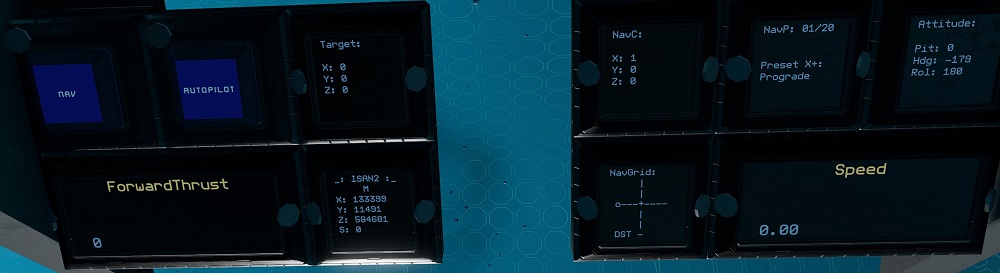 NAV
AUTOPILOT
Target:
X: 0
Y: 0
Z: 0
ForwardThrust
0
_: ISAN2 :_
M
X: 133399
Y: 11491
Z: 584681
S: 0
NavC:
X: 1
Y: 0
Z: 0
NavP: 01/20
Preset X+:
Prograde
Attitude:
Pit: 0
Hdg: -179
Rol: 180
NavGrid:
DST -
Speed
0.00